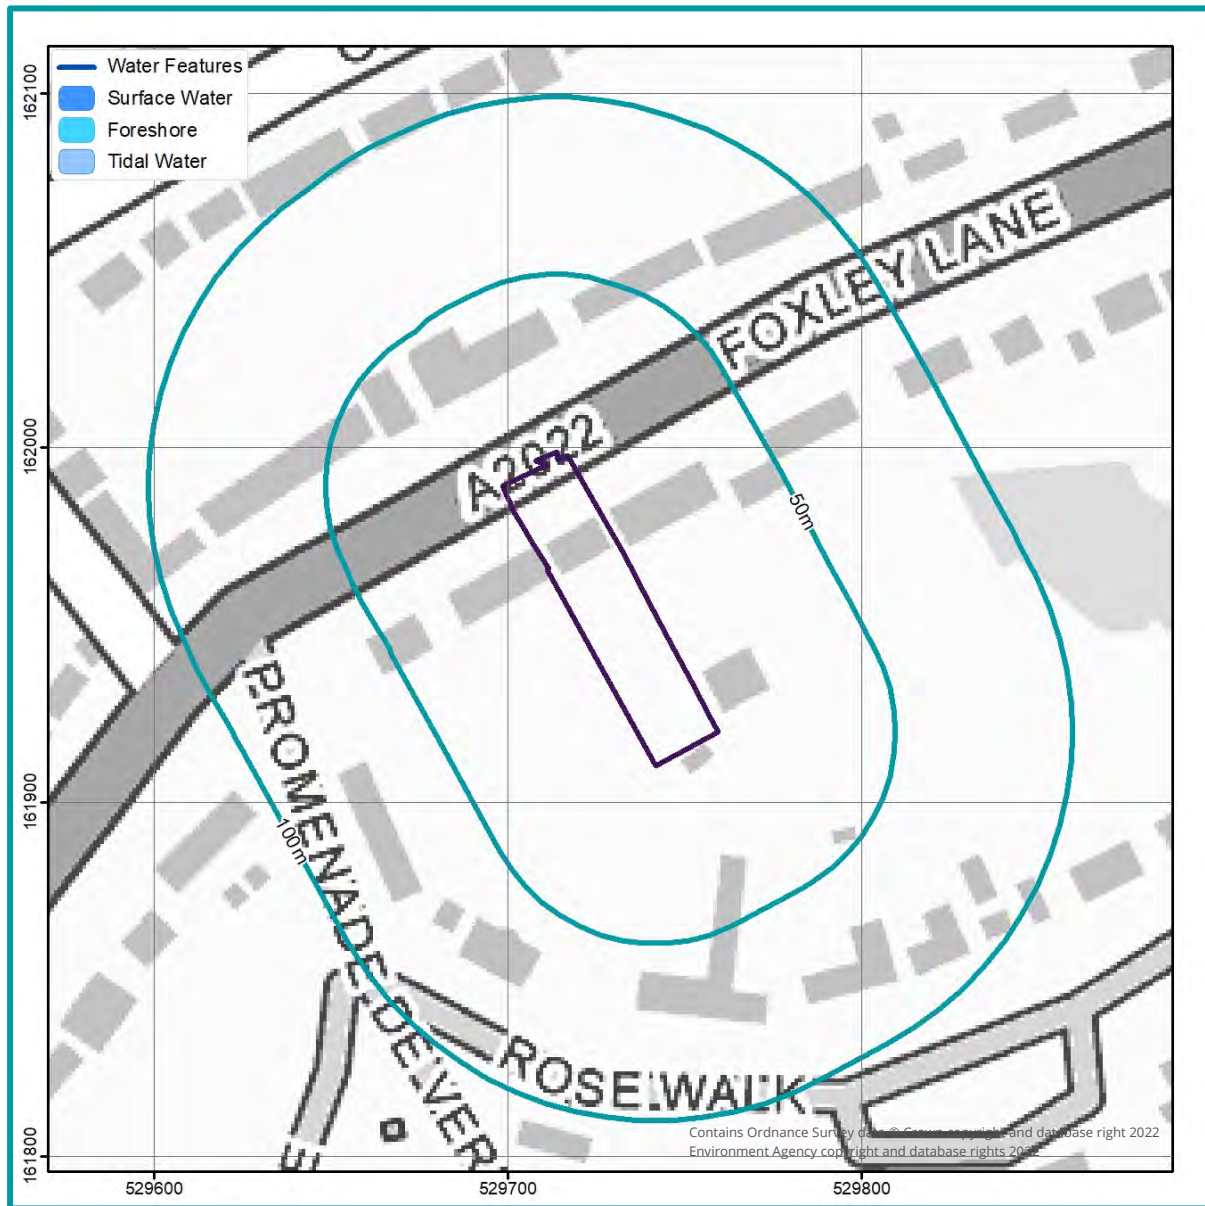 Water Features
Surface Water
Foreshore
Tidal Water
162100
162000
161900
161800
529600
529700
529800
FOXLEY LANE
A2022
50m
100m
PROMENADE DE VER
ROSE WALK
Contains Ordnance Survey data © Crown copyright and database right 2022
Environment Agency copyright and database rights